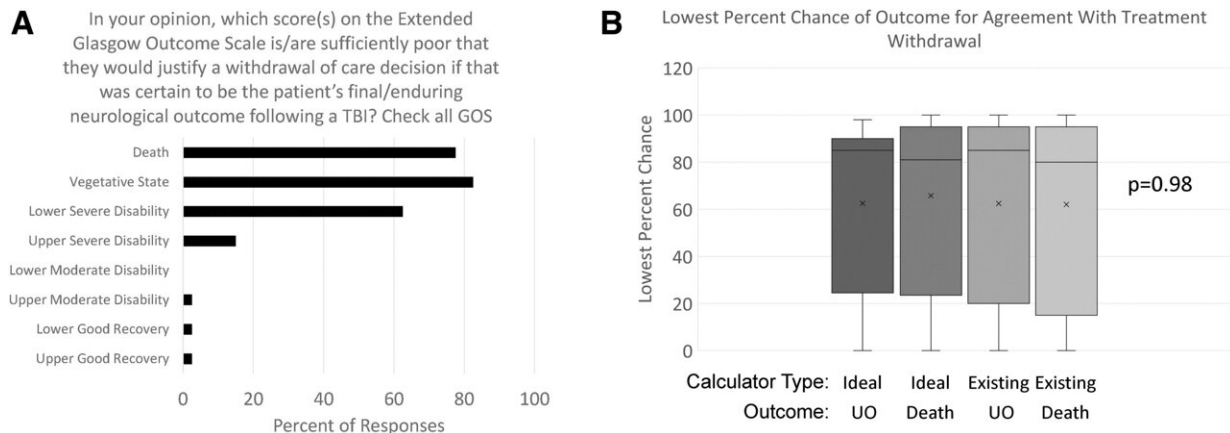 A
In your opinion, which score(s) on the Extended
Glasgow Outcome Scale is/are sufficiently poor that
they would justify a withdrawal of care decision if that
was certain to be the patient's final/enduring
neurological outcome following a TBI? Check all GOS
Death
Vegetative State
Lower Severe Disability
Upper Severe Disability
Lower Moderate Disability
Upper Moderate Disability
Lower Good Recovery
Upper Good Recovery
0 20 40 60 80 100
Percent of Responses
B
Lowest Percent Chance of Outcome for Agreement With Treatment
Withdrawal
Lowest Percent Chance
120
100
80
60
40
20
0
p=0.98
Calculator Type: Ideal Ideal Existing Existing
Outcome: UO Death UO Death